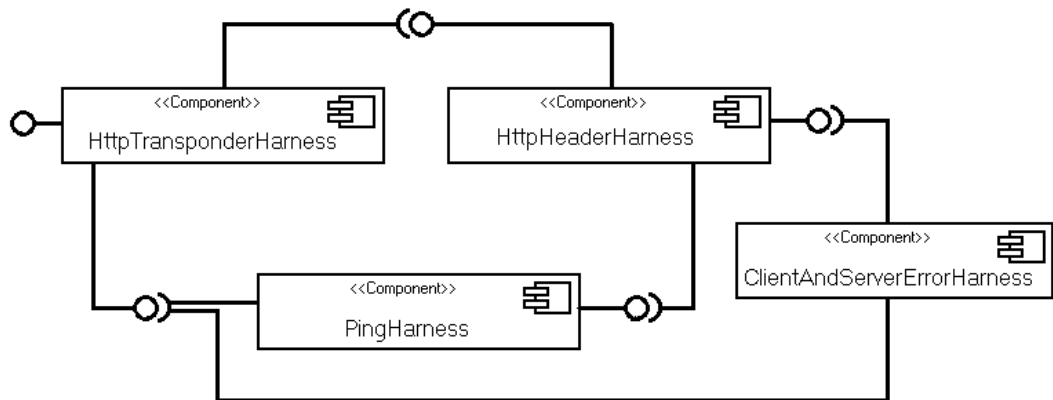 <<Component>>
HttpTransponderHarness
<<Component>>
HttpHeaderHarness
<<Component>>
ClientAndServerErrorHarness
<<Component>>
PingHarness